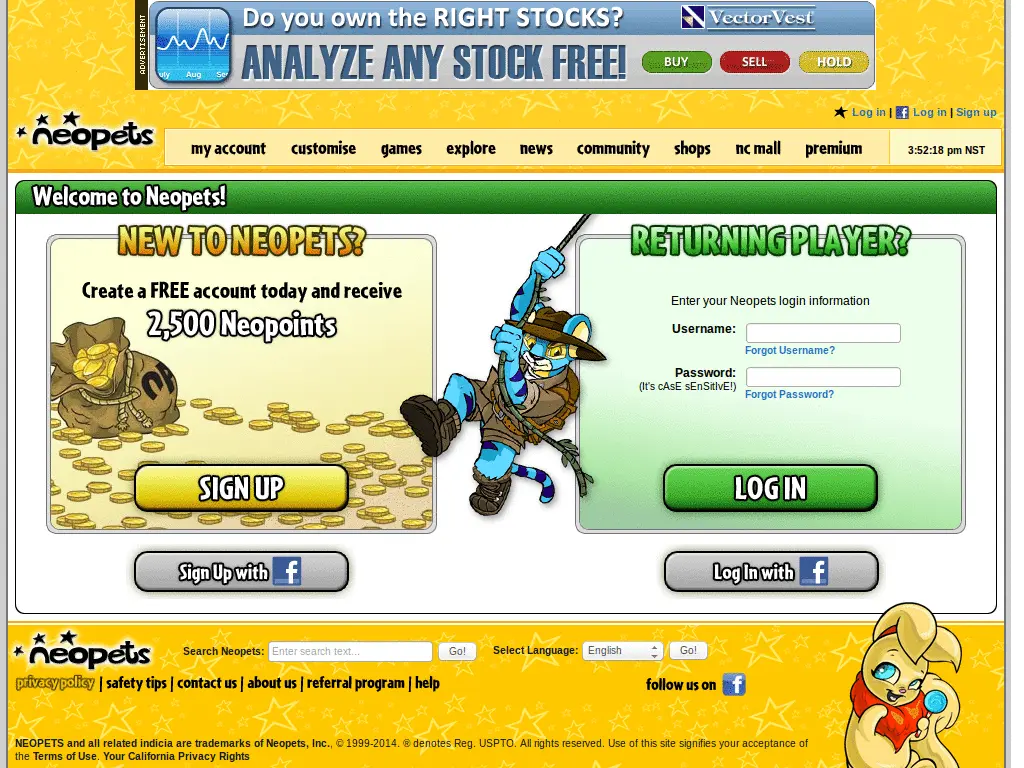 ADVERTISEMENT
Do you own the RIGHT STOCKS?
VectorVest
ANALYZE ANY STOCK FREE!
BUY SELL HOLD
Aug
Log in | Log in | Sign up
neopets
my account customise games explore news community shops nc mall premium 3:52:18 pm NST
Welcome to Neopets!
NEW TO NEOPETS?
Create a FREE account today and receive
2,500 Neopoints
SIGN UP
Sign Up with f
RETURNING PLAYER?
Enter your Neopets login information
Username:
Forgot Username?
Password:
(It's cAsE sEnSitIvE!)
Forgot Password?
LOG IN
Log In with f
neopets
Search Neopets: Enter search text... Go! Select Language: English Go!
privacy policy | safety tips | contact us | about us | referral program | help
follow us on f
NEOPETS and all related indicia are trademarks of Neopets, Inc., © 1999-2014. ® denotes Reg. USPTO. All rights reserved. Use of this site signifies your acceptance of
the Terms of Use. Your California Privacy Rights